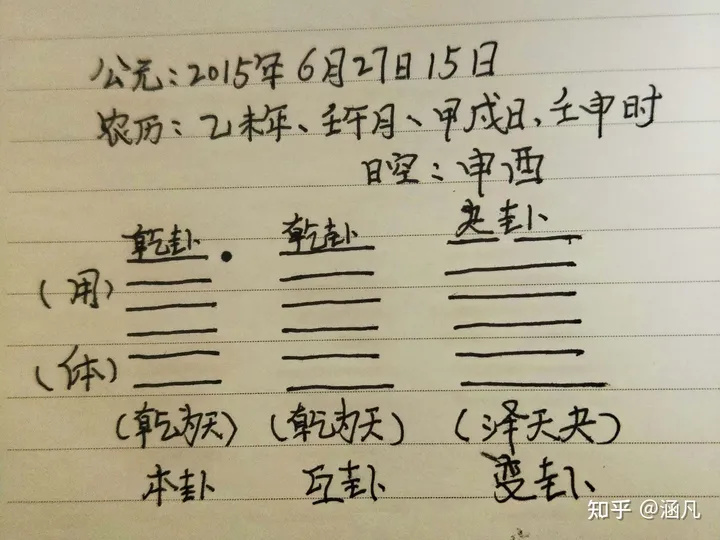 公元：2015年6月27日15日
农历：乙未年、壬午月、甲戌日、壬申时
日空：申酉
乾卦 乾卦 夬卦
（用）
（体）
（乾为天） （乾为天） （泽天夬）
本卦 互卦 变卦
知乎 @涵凡